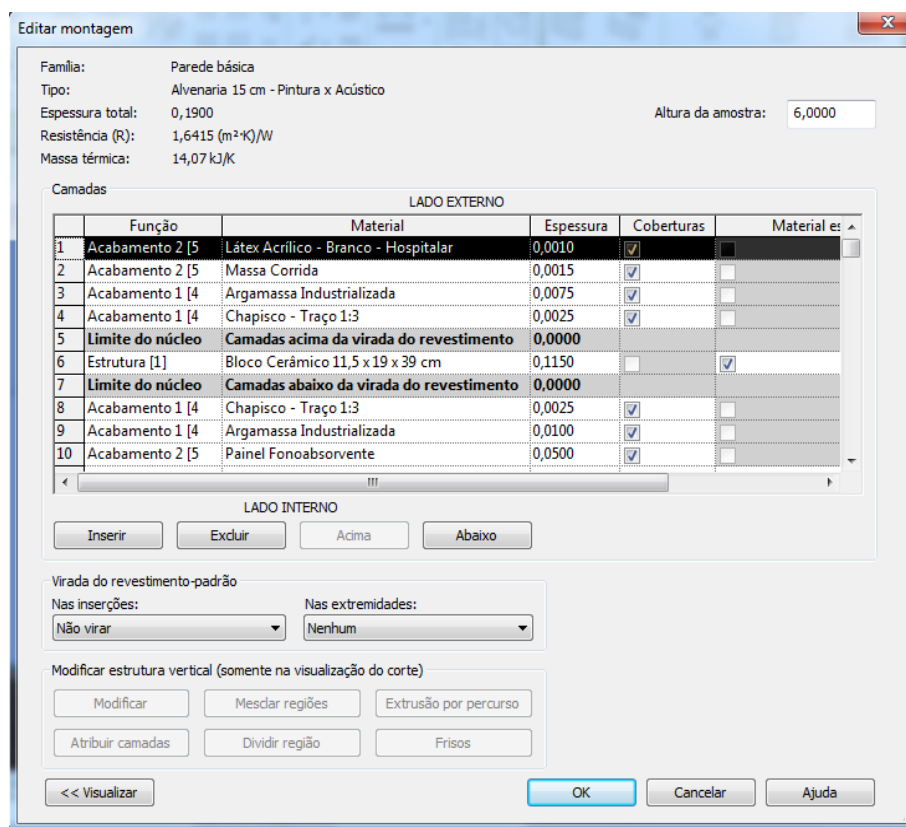 Editar montagem
Família: Parede básica
Tipo: Alvenaria 15 cm - Pintura x Acústico
Espessura total: 0,1900 Altura da amostra: 6,0000
Resistência (R): 1,6415 (m²·K)/W
Massa térmica: 14,07 kJ/K
Camadas
LADO EXTERNO
Função Material Espessura Coberturas Material es
1 Acabamento 2 [5 Látex Acrílico - Branco - Hospitalar 0,0010
2 Acabamento 2 [5 Massa Corrida 0,0015
3 Acabamento 1 [4 Argamassa Industrializada 0,0075
4 Acabamento 1 [4 Chapisco - Traço 1:3 0,0025
5 Limite do núcleo Camadas acima da virada do revestimento 0,0000
6 Estrutura [1] Bloco Cerâmico 11,5 x 19 x 39 cm 0,1150
7 Limite do núcleo Camadas abaixo da virada do revestimento 0,0000
8 Acabamento 1 [4 Chapisco - Traço 1:3 0,0025
9 Acabamento 1 [4 Argamassa Industrializada 0,0100
10 Acabamento 2 [5 Painel Fonoabsorvente 0,0500
LADO INTERNO
Inserir Excluir Acima Abaixo
Virada do revestimento-padrão
Nas inserções: Nas extremidades:
Não virar Nenhum
Modificar estrutura vertical (somente na visualização do corte)
Modificar Mesclar regiões Extrusão por percurso
Atribuir camadas Dividir região Frisos
<< Visualizar OK Cancelar Ajuda